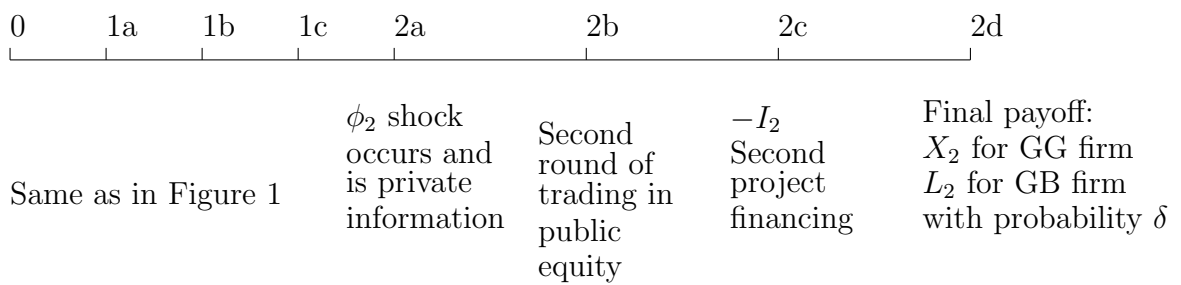 0 1a 1b 1c 2a 2b 2c 2d
Same as in Figure 1
ϕ₂ shock
occurs and
is private
information
Second
round of
trading in
public
equity
−I₂
Second
project
financing
Final payoff:
X₂ for GG firm
L₂ for GB firm
with probability δ